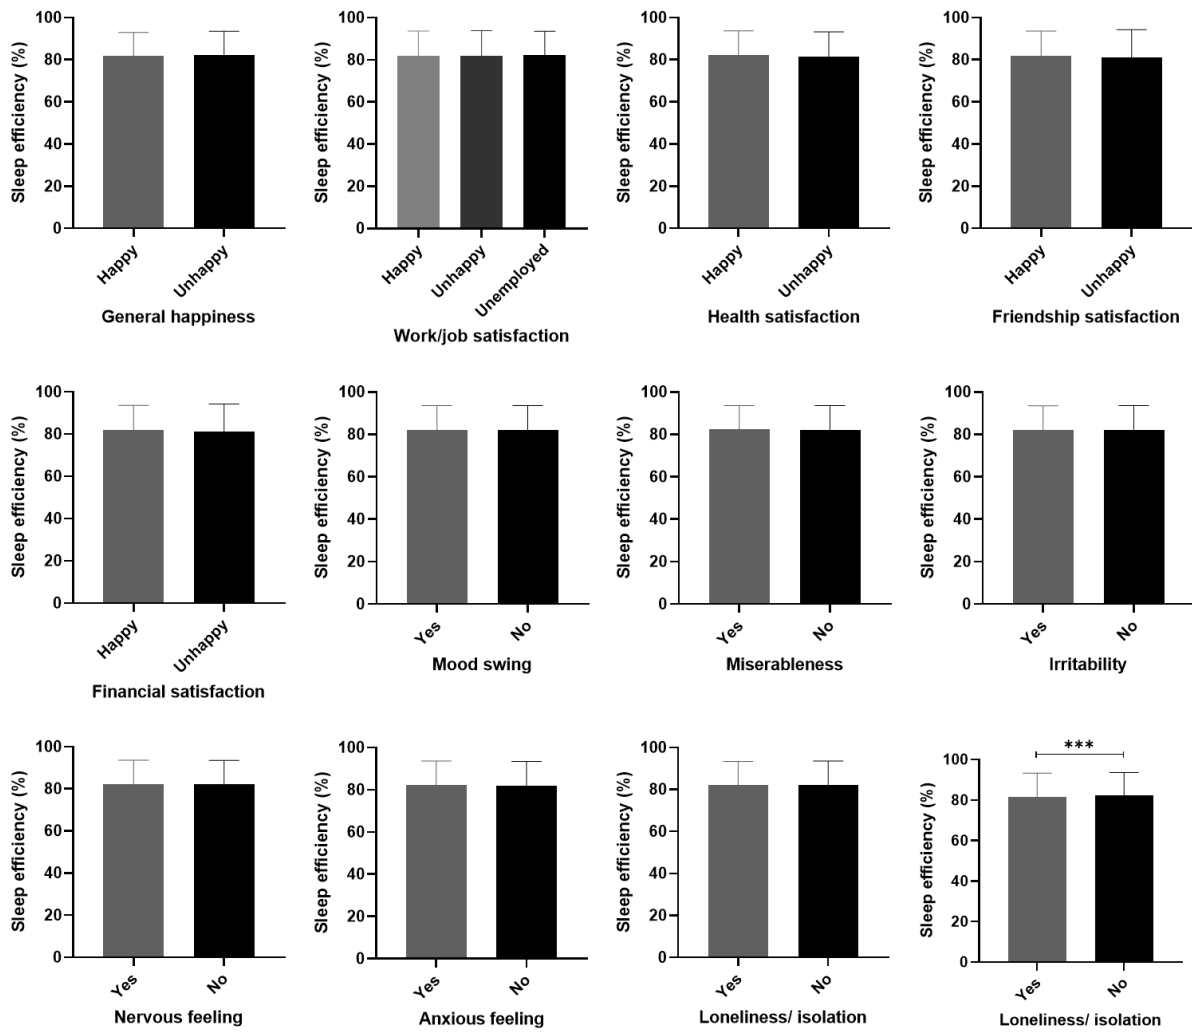 Sleep efficiency (%)
100
80
60
40
20
0
Happy
Unhappy
General happiness
Sleep efficiency (%)
100
80
60
40
20
0
Happy
Unhappy
Unemployed
Work/job satisfaction
Sleep efficiency (%)
100
80
60
40
20
0
Happy
Unhappy
Health satisfaction
Sleep efficiency (%)
100
80
60
40
20
0
Happy
Unhappy
Friendship satisfaction
Sleep efficiency (%)
100
80
60
40
20
0
Happy
Unhappy
Financial satisfaction
Sleep efficiency (%)
100
80
60
40
20
0
Yes
No
Mood swing
Sleep efficiency (%)
100
80
60
40
20
0
Yes
No
Miserableness
Sleep efficiency (%)
100
80
60
40
20
0
Yes
No
Irritability
Sleep efficiency (%)
100
80
60
40
20
0
Yes
No
Nervous feeling
Sleep efficiency (%)
100
80
60
40
20
0
Yes
No
Anxious feeling
Sleep efficiency (%)
100
80
60
40
20
0
Yes
No
Loneliness/ isolation
Sleep efficiency (%)
100
80
60
40
20
0
***
Yes
No
Loneliness/ isolation